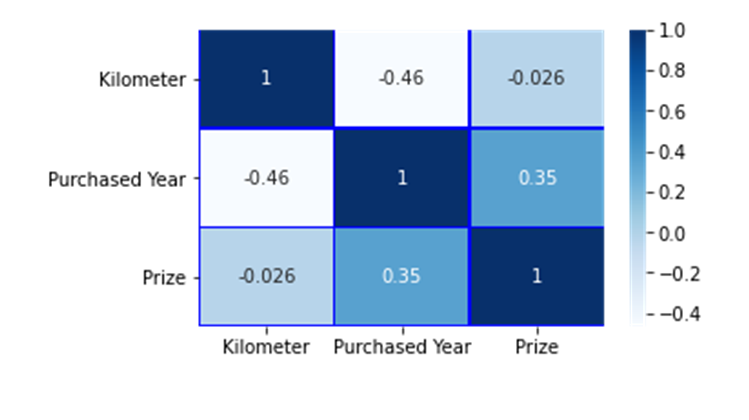 Kilometer 1 -0.46 -0.026
Purchased Year -0.46 1 0.35
Prize -0.026 0.35 1
Kilometer Purchased Year Prize
1.0
0.8
0.6
0.4
0.2
0.0
−0.2
−0.4